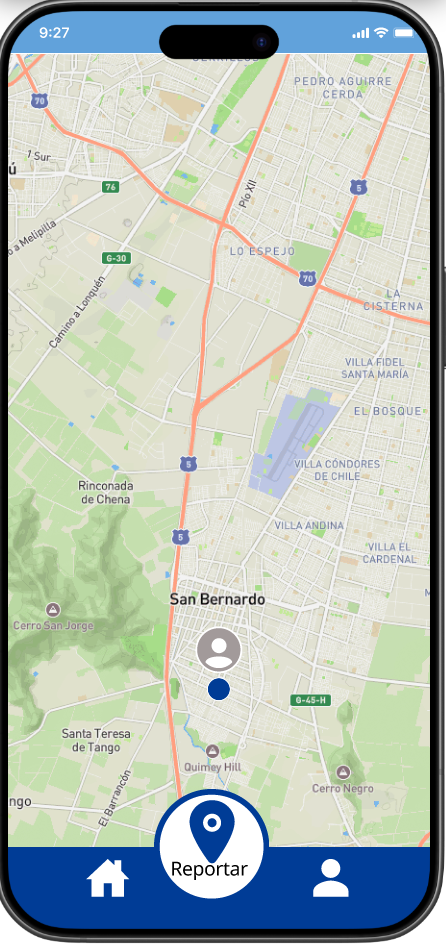 9:27
PEDRO AGUIRRE
CERDA
70
1 Sur
ú
5
76
Pío XII
o a Melipilla
LO ESPEJO
G-30
70
LA
CISTERNA
Camino a Lonquén
VILLA FIDEL
SANTA MARÍA
EL BOSQUE
5
VILLA CÓNDORES
DE CHILE
Rinconada
de Chena
VILLA ANDINA
5
VILLA EL
CARDENAL
San Bernardo
Cerro San Jorge
G-45-H
Santa Teresa
de Tango
Quimey Hill
Cerro Negro
ngo
El Barrancón
Reportar